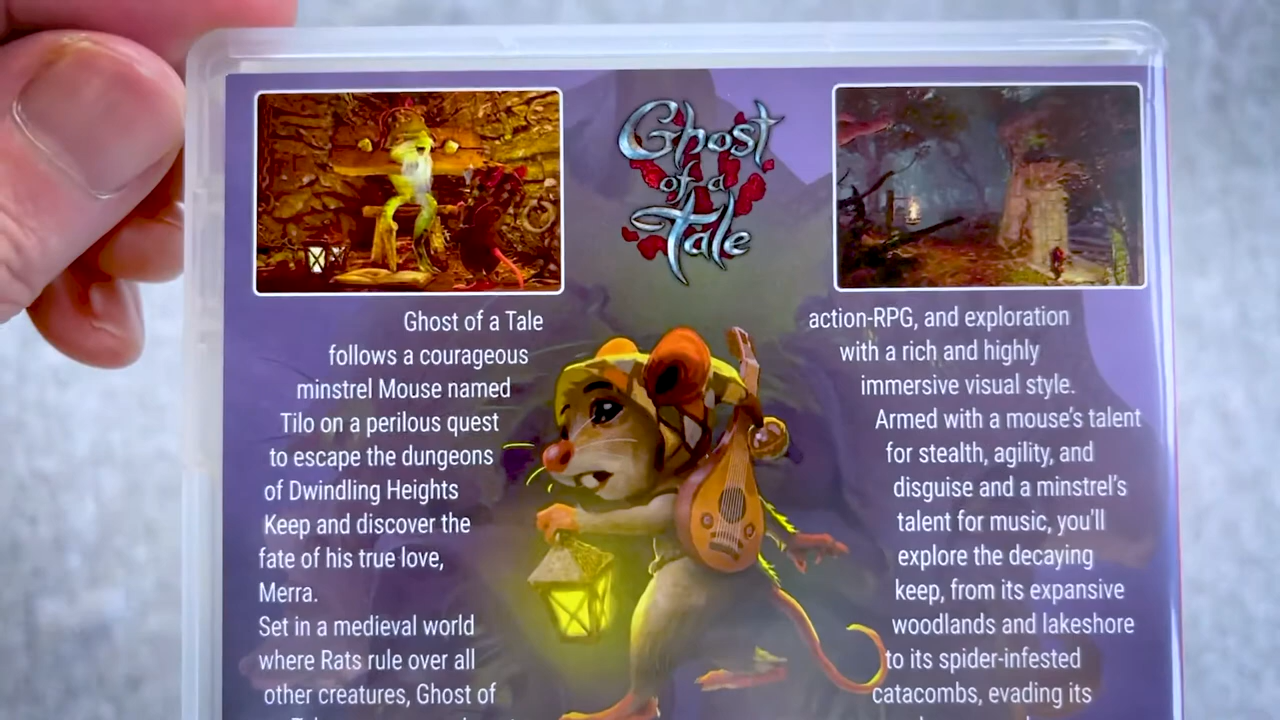 Ghost
of a
Tale
Ghost of a Tale
follows a courageous
minstrel Mouse named
Tilo on a perilous quest
to escape the dungeons
of Dwindling Heights
Keep and discover the
fate of his true love,
Merra.
Set in a medieval world
where Rats rule over all
other creatures, Ghost of
action-RPG, and exploration
with a rich and highly
immersive visual style.
Armed with a mouse's talent
for stealth, agility, and
disguise and a minstrel's
talent for music, you'll
explore the decaying
keep, from its expansive
woodlands and lakeshore
to its spider-infested
catacombs, evading its